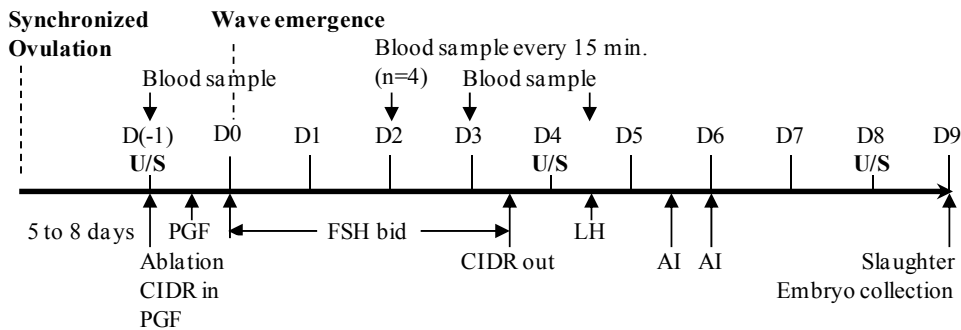 Synchronized
Ovulation
Wave emergence
Blood sample every 15 min.
(n=4)
Blood sample
Blood sample
D(-1)
D0
D1
D2
D3
D4
D5
D6
D7
D8
D9
U/S
U/S
U/S
5 to 8 days
PGF
FSH bid
LH
Ablation
CIDR in
PGF
CIDR out
AI
AI
Slaughter
Embryo collection